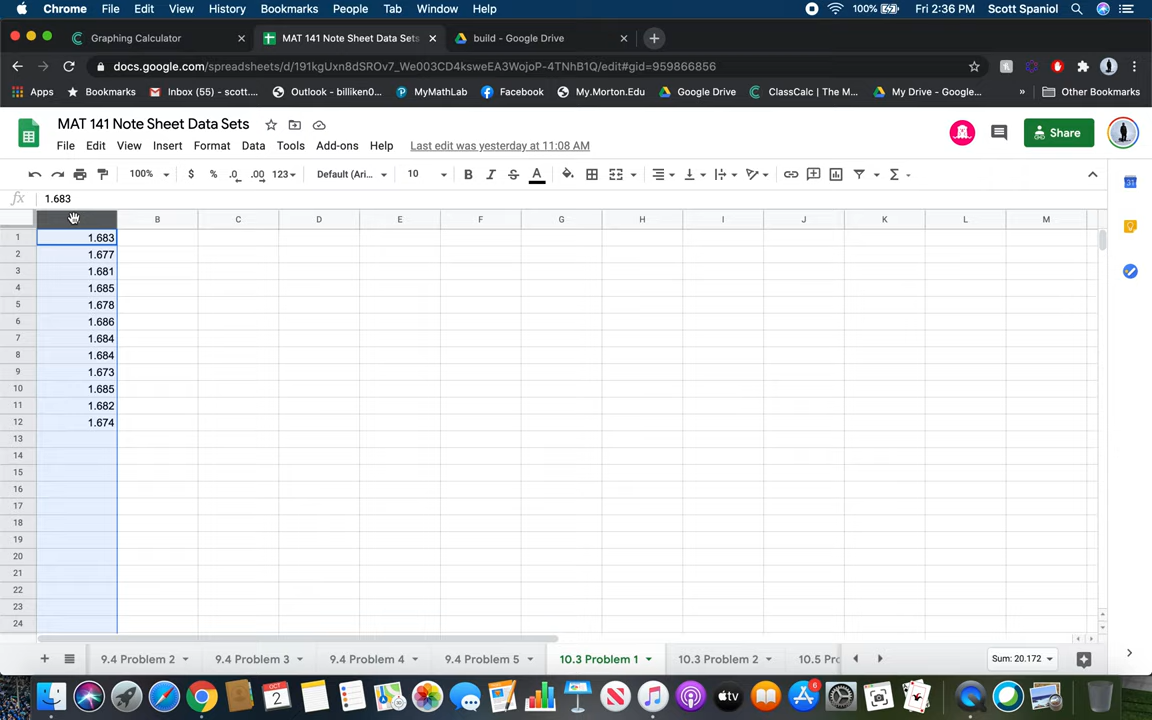 Chrome File Edit View History Bookmarks People Tab Window Help 100% Fri 2:36 PM Scott Spaniol
Graphing Calculator MAT 141 Note Sheet Data Sets build - Google Drive
docs.google.com/spreadsheets/d/191kgUxn8dSROv7_We003CD4ksweEA3WojoP-4TNhB1Q/edit#gid=959866856
Apps Bookmarks Inbox (55) - scott.... Outlook - billiken0... MyMathLab Facebook My.Morton.Edu Google Drive ClassCalc | The M... My Drive - Google... » Other Bookmarks
MAT 141 Note Sheet Data Sets
Share
File Edit View Insert Format Data Tools Add-ons Help Last edit was yesterday at 11:08 AM
100% $ % .0 .00 123 Default (Ari... 10 B I S A Σ
fx 1.683
B C D E F G H I J K L M
1 1.683
2 1.677
3 1.681
4 1.685
5 1.678
6 1.686
7 1.684
8 1.684
9 1.673
10 1.685
11 1.682
12 1.674
13
14
15
16
17
18
19
20
21
22
23
24
9.4 Problem 2 9.4 Problem 3 9.4 Problem 4 9.4 Problem 5 10.3 Problem 1 10.3 Problem 2 10.5 Pro Sum: 20.172